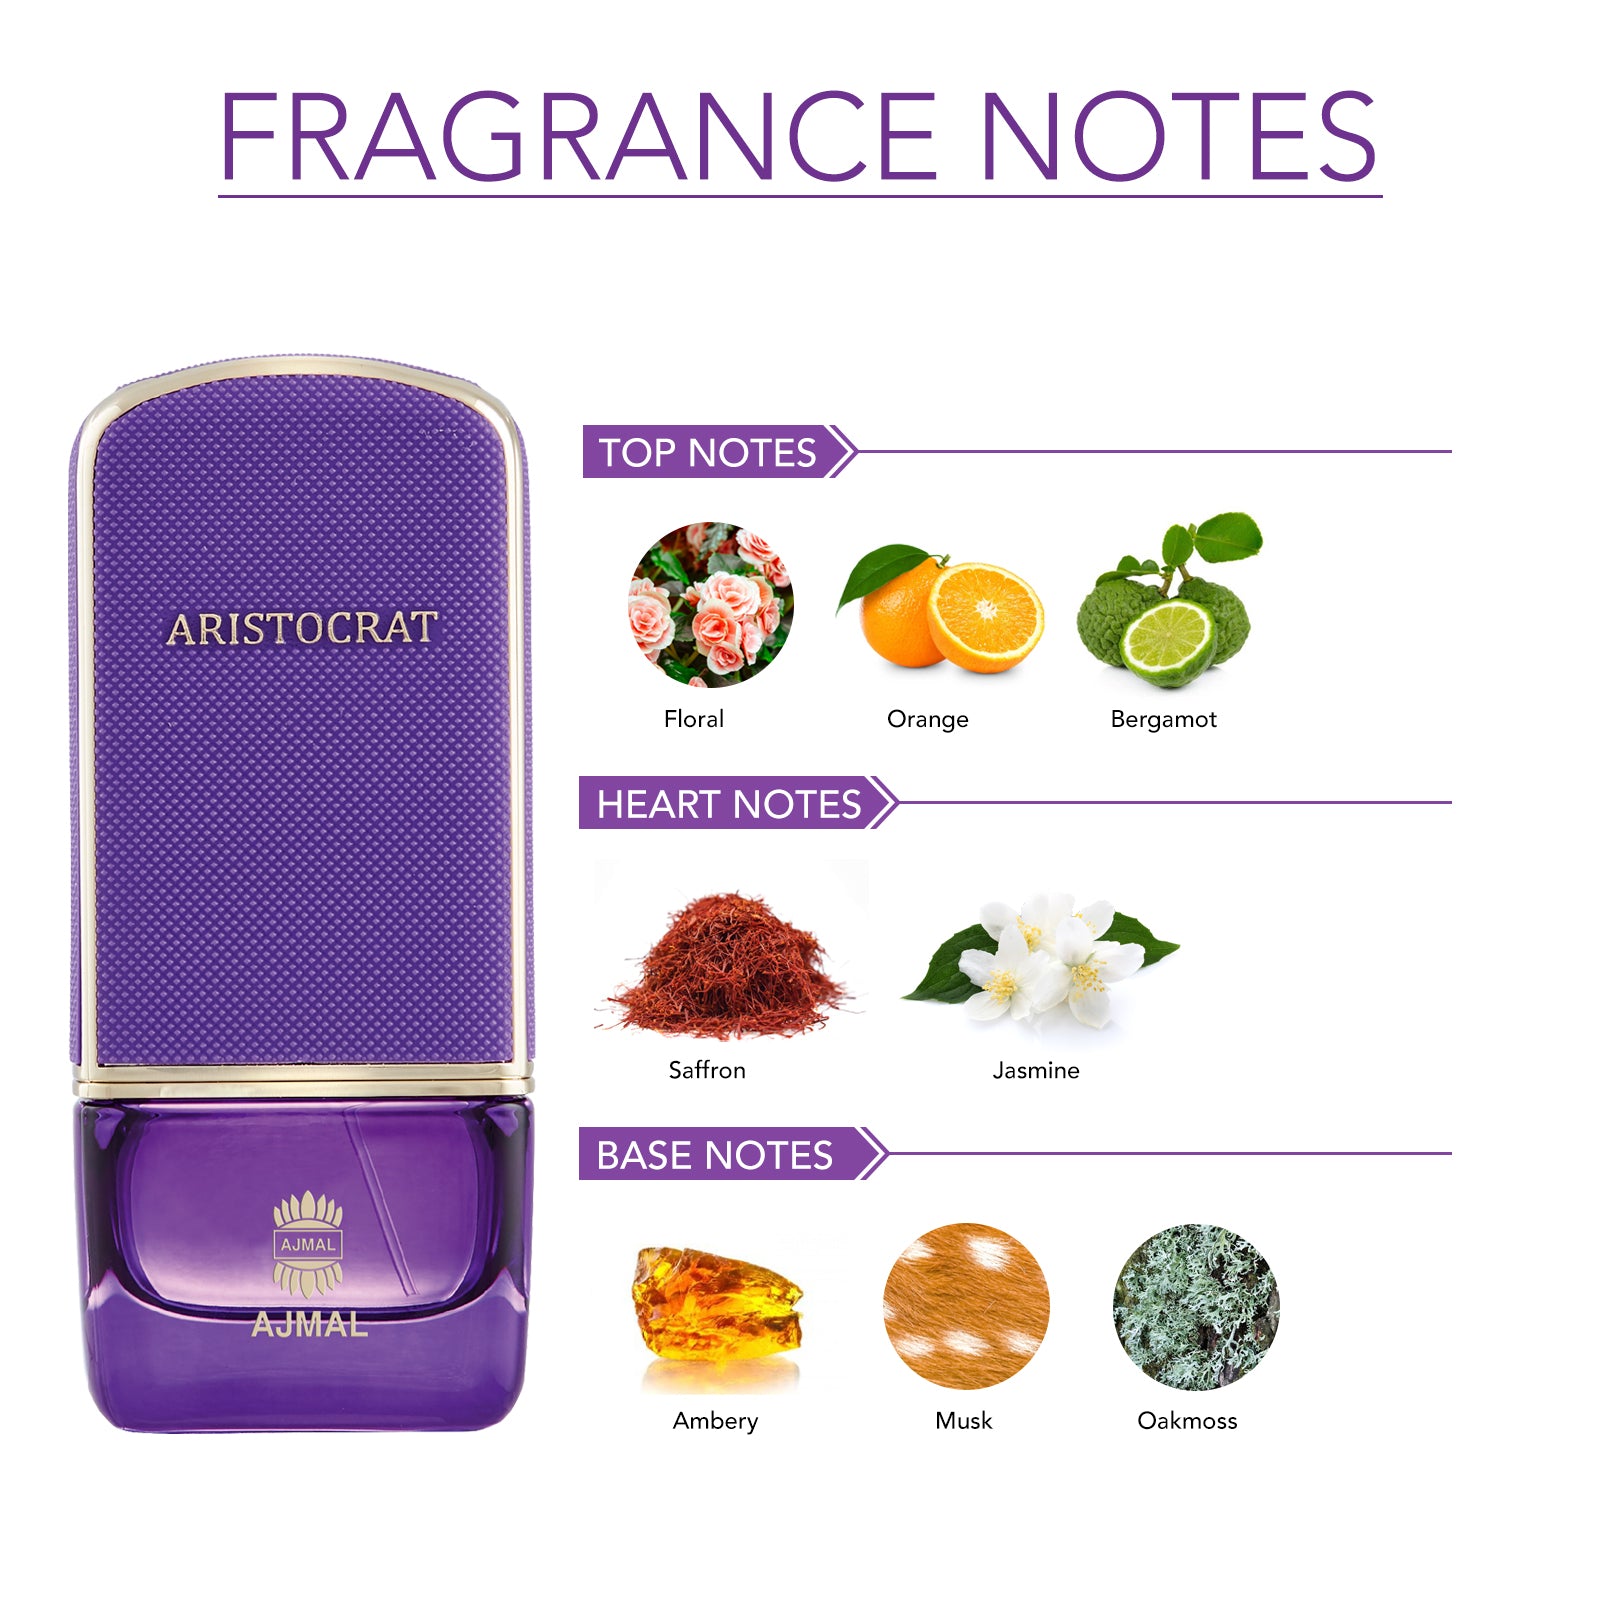 FRAGRANCE NOTES
ARISTOCRAT
AJMAL
AJMAL
TOP NOTES
Floral
Orange
Bergamot
HEART NOTES
Saffron
Jasmine
BASE NOTES
Ambery
Musk
Oakmoss